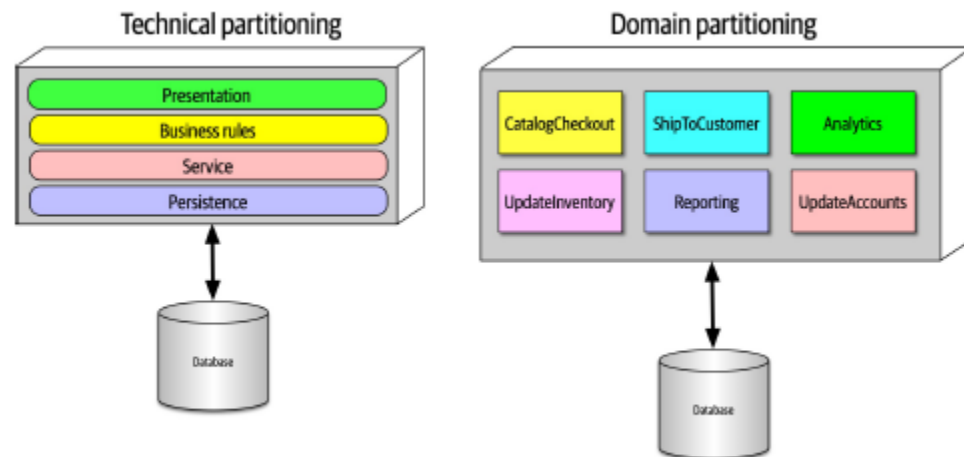 Technical partitioning
Presentation
Business rules
Service
Persistence
Database
Domain partitioning
CatalogCheckout
ShipToCustomer
Analytics
UpdateInventory
Reporting
UpdateAccounts
Database